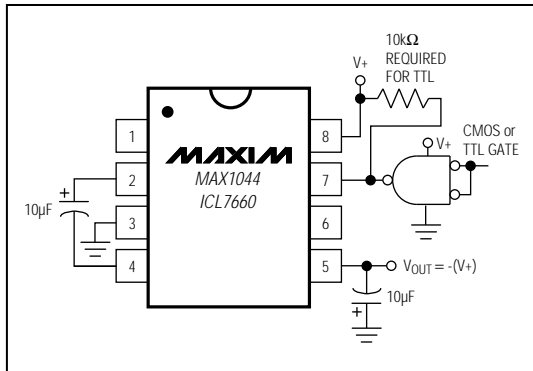 10kΩ
REQUIRED
FOR TTL
V+
CMOS or
TTL GATE
V+
1
8
MAXIM
MAX1044
ICL7660
2
7
10µF
+
3
6
4
5
VOUT = -(V+)
10µF
+